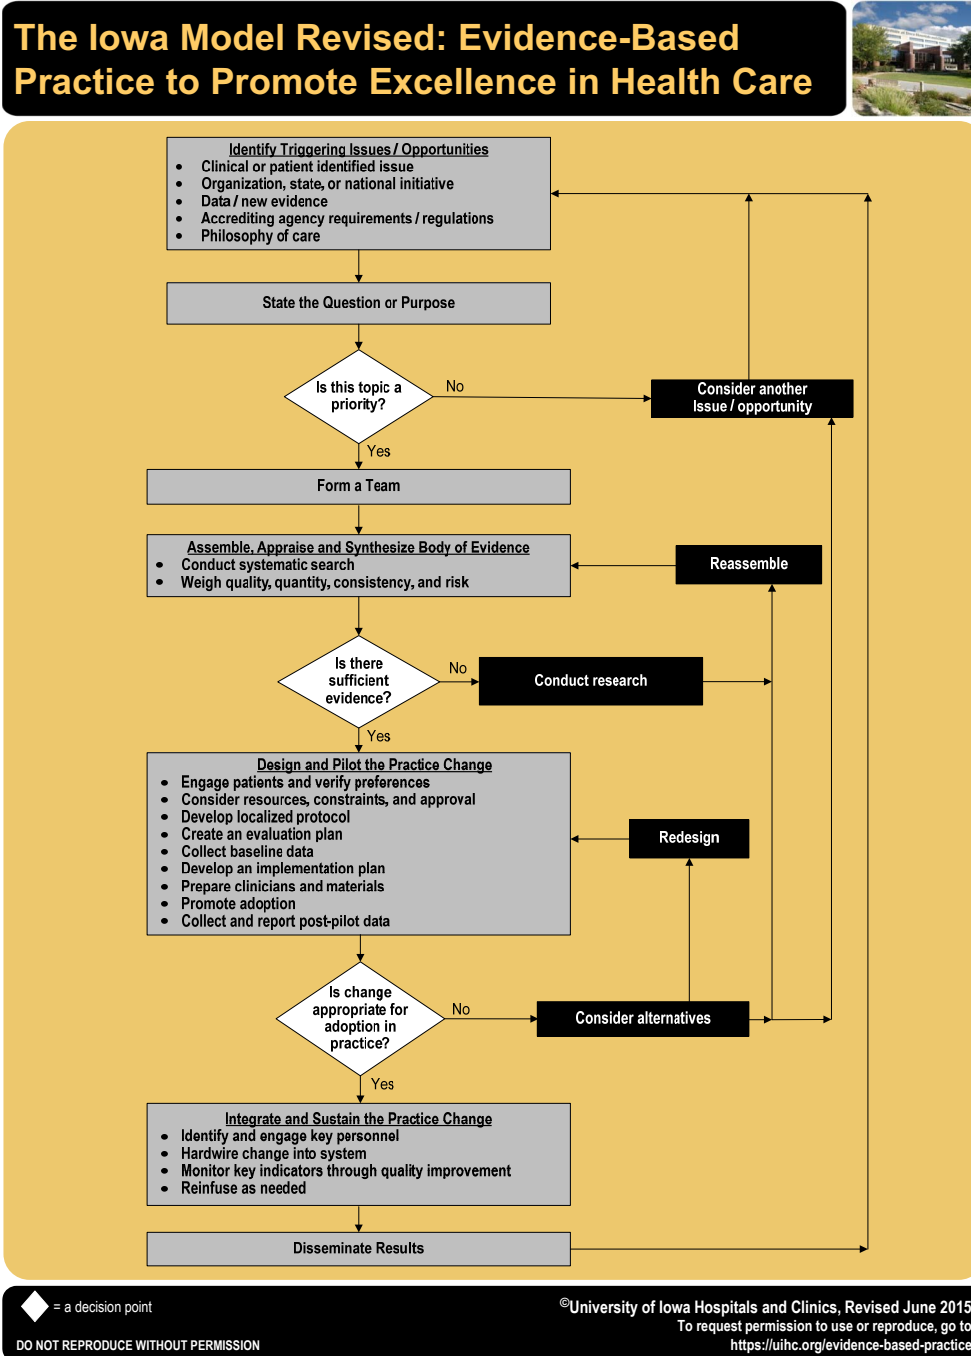 The Iowa Model Revised: Evidence-Based
Practice to Promote Excellence in Health Care
Identify Triggering Issues / Opportunities
• Clinical or patient identified issue
• Organization, state, or national initiative
• Data / new evidence
• Accrediting agency requirements / regulations
• Philosophy of care
State the Question or Purpose
Is this topic a
priority?
No
Consider another
Issue / opportunity
Yes
Form a Team
Assemble, Appraise and Synthesize Body of Evidence
• Conduct systematic search
• Weigh quality, quantity, consistency, and risk
Reassemble
Is there
sufficient
evidence?
No
Conduct research
Yes
Design and Pilot the Practice Change
• Engage patients and verify preferences
• Consider resources, constraints, and approval
• Develop localized protocol
• Create an evaluation plan
• Collect baseline data
• Develop an implementation plan
• Prepare clinicians and materials
• Promote adoption
• Collect and report post-pilot data
Redesign
Is change
appropriate for
adoption in
practice?
No
Consider alternatives
Yes
Integrate and Sustain the Practice Change
• Identify and engage key personnel
• Hardwire change into system
• Monitor key indicators through quality improvement
• Reinfuse as needed
Disseminate Results
= a decision point
DO NOT REPRODUCE WITHOUT PERMISSION
©University of Iowa Hospitals and Clinics, Revised June 2015
To request permission to use or reproduce, go to
https://uihc.org/evidence-based-practice